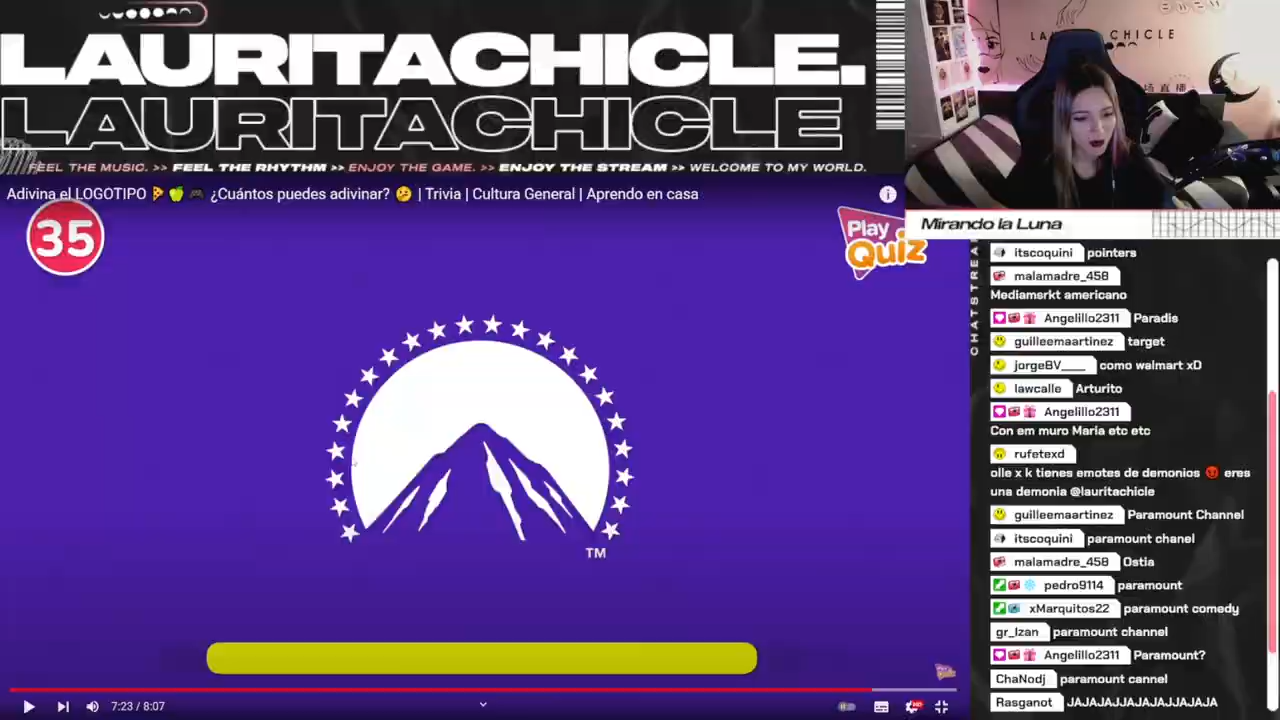 LAURITACHICLE.
LAURITACHICLE
FEEL THE MUSIC. >> FEEL THE RHYTHM >> ENJOY THE GAME. >> ENJOY THE STREAM >> WELCOME TO MY WORLD.
Adivina el LOGOTIPO 🍕🍏🎮 ¿Cuántos puedes adivinar? 🤔 | Trivia | Cultura General | Aprendo en casa
35
Play
Quiz
TM
7:23 / 8:07
HD
Mirando la Luna
CHATSTREAM
itscoquini pointers
malamadre_458
Mediamsrkt americano
Angelillo2311 Paradis
guilleemaartinez target
jorgeBV____ como walmart xD
lawcalle Arturito
Angelillo2311
Con em muro Maria etc etc
rufetexd
olle x k tienes emotes de demonios 😡 eres
una demonia @lauritachicle
guilleemaartinez Paramount Channel
itscoquini paramount chanel
malamadre_458 Ostia
pedro9114 paramount
xMarquitos22 paramount comedy
gr_Izan paramount channel
Angelillo2311 Paramount?
ChaNodj paramount cannel
Rasganot JAJAJAJJAJAJAJJAJAJA